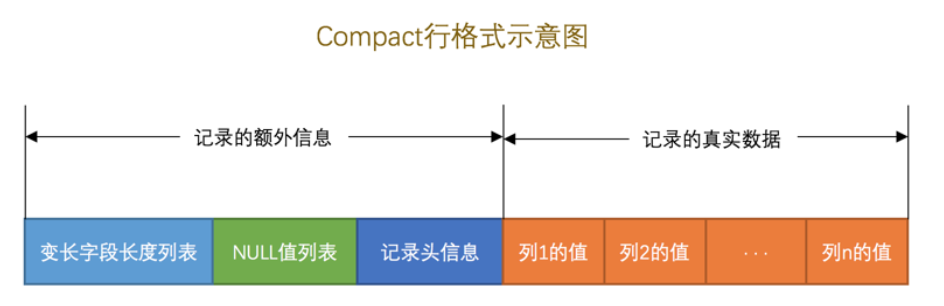 Compact行格式示意图
记录的额外信息
记录的真实数据
变长字段长度列表
NULL值列表
记录头信息
列1的值
列2的值
...
列n的值